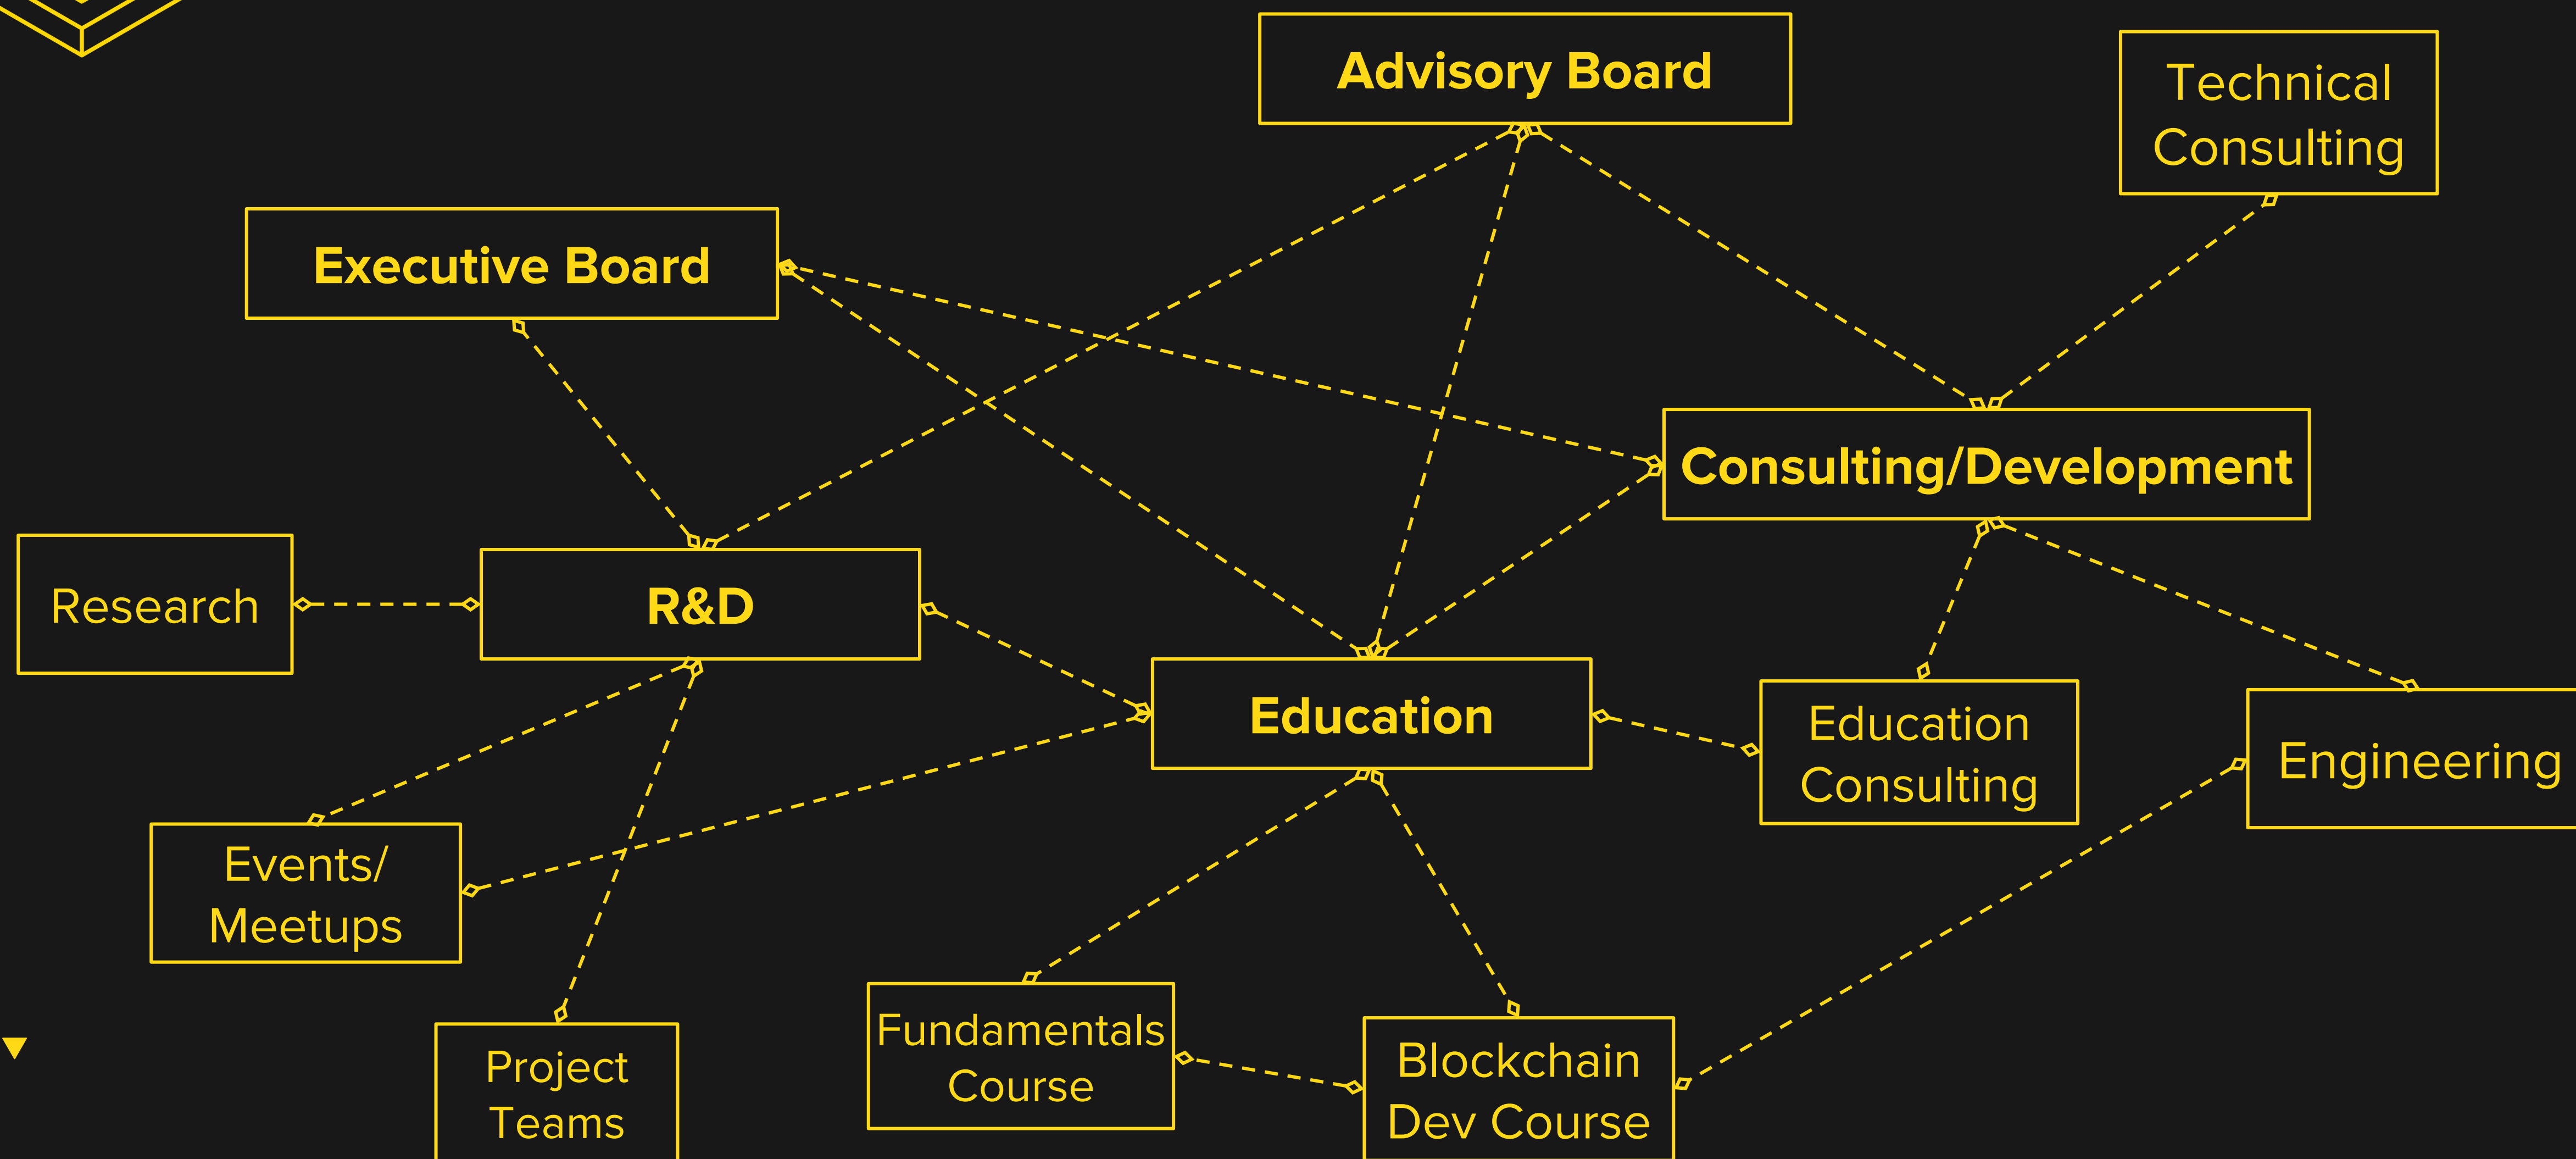 Advisory Board
Technical
Consulting
Executive Board
Consulting/Development
Research
R&D
Education
Education
Consulting
Engineering
Events/
Meetups
Fundamentals
Course
Project
Teams
Blockchain
Dev Course